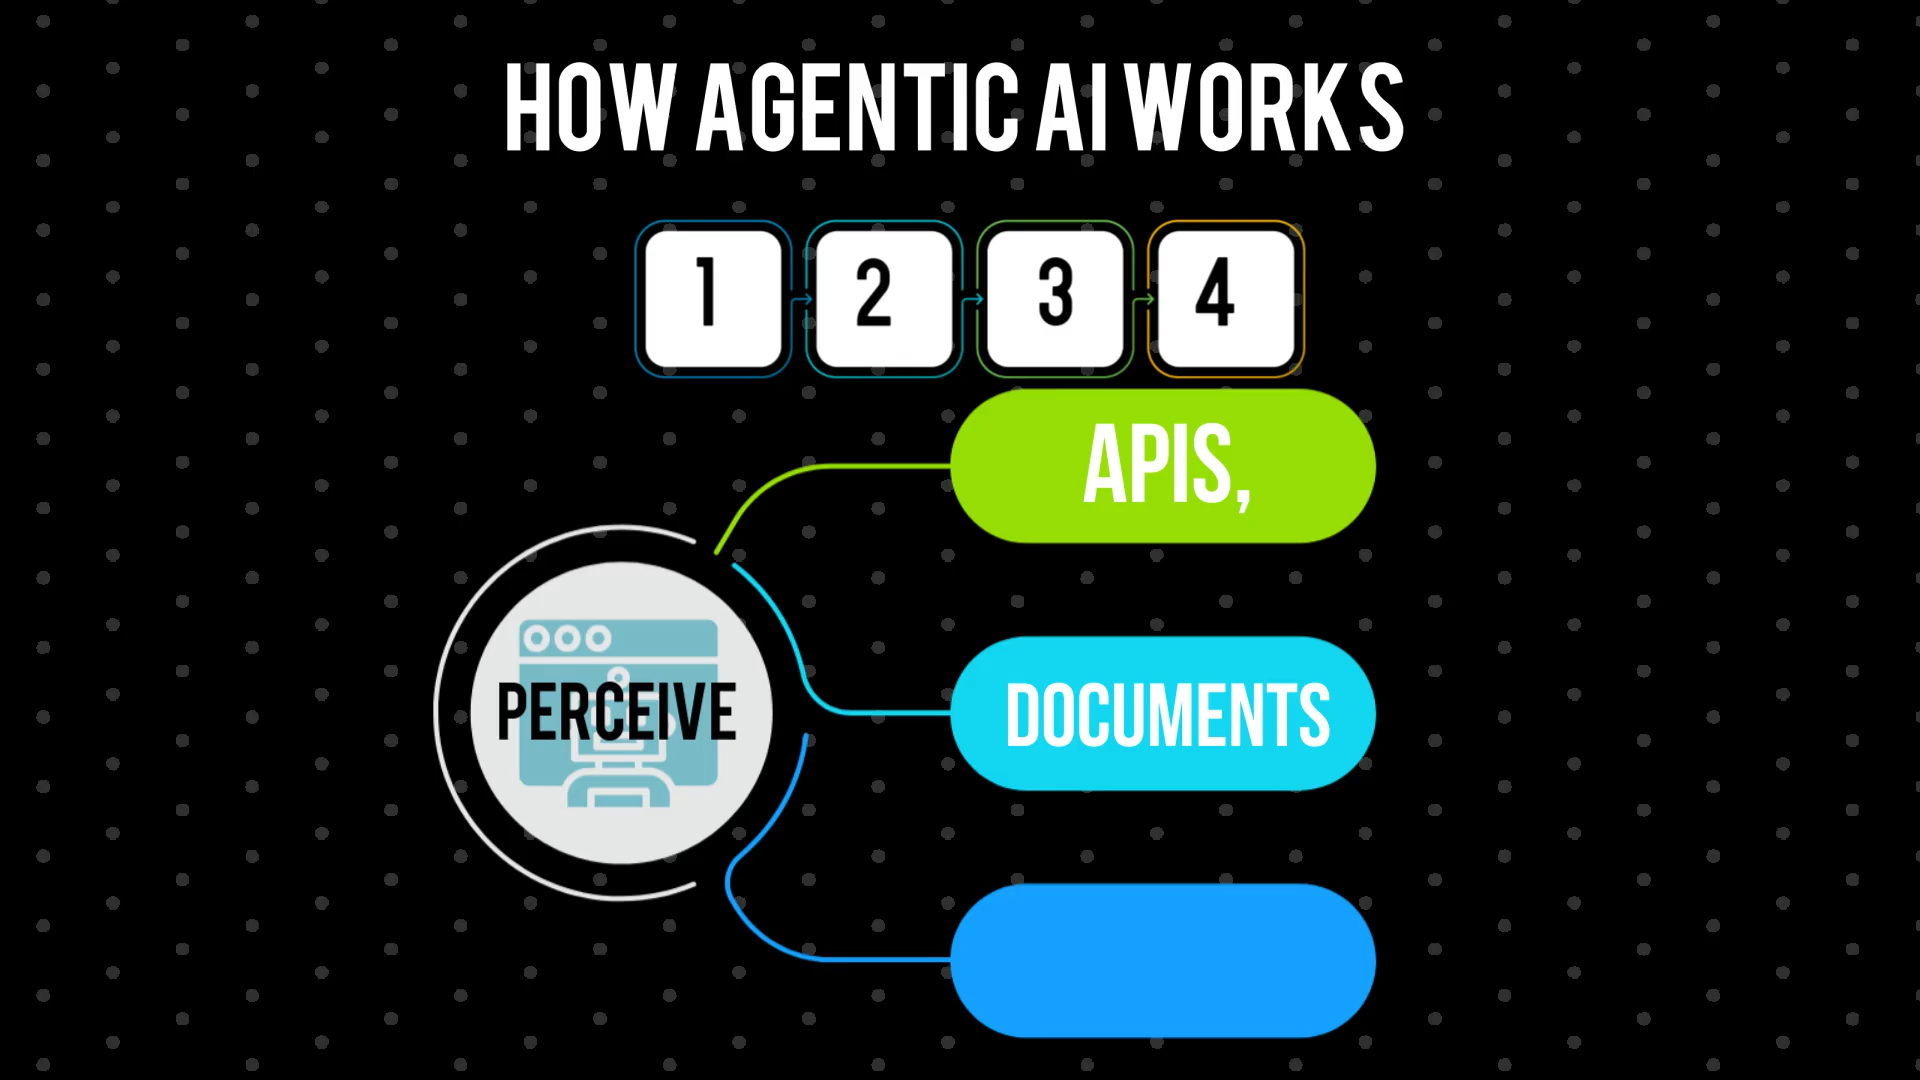 HOW AGENTIC AI WORKS
1 2 3 4
APIS,
PERCEIVE
DOCUMENTS